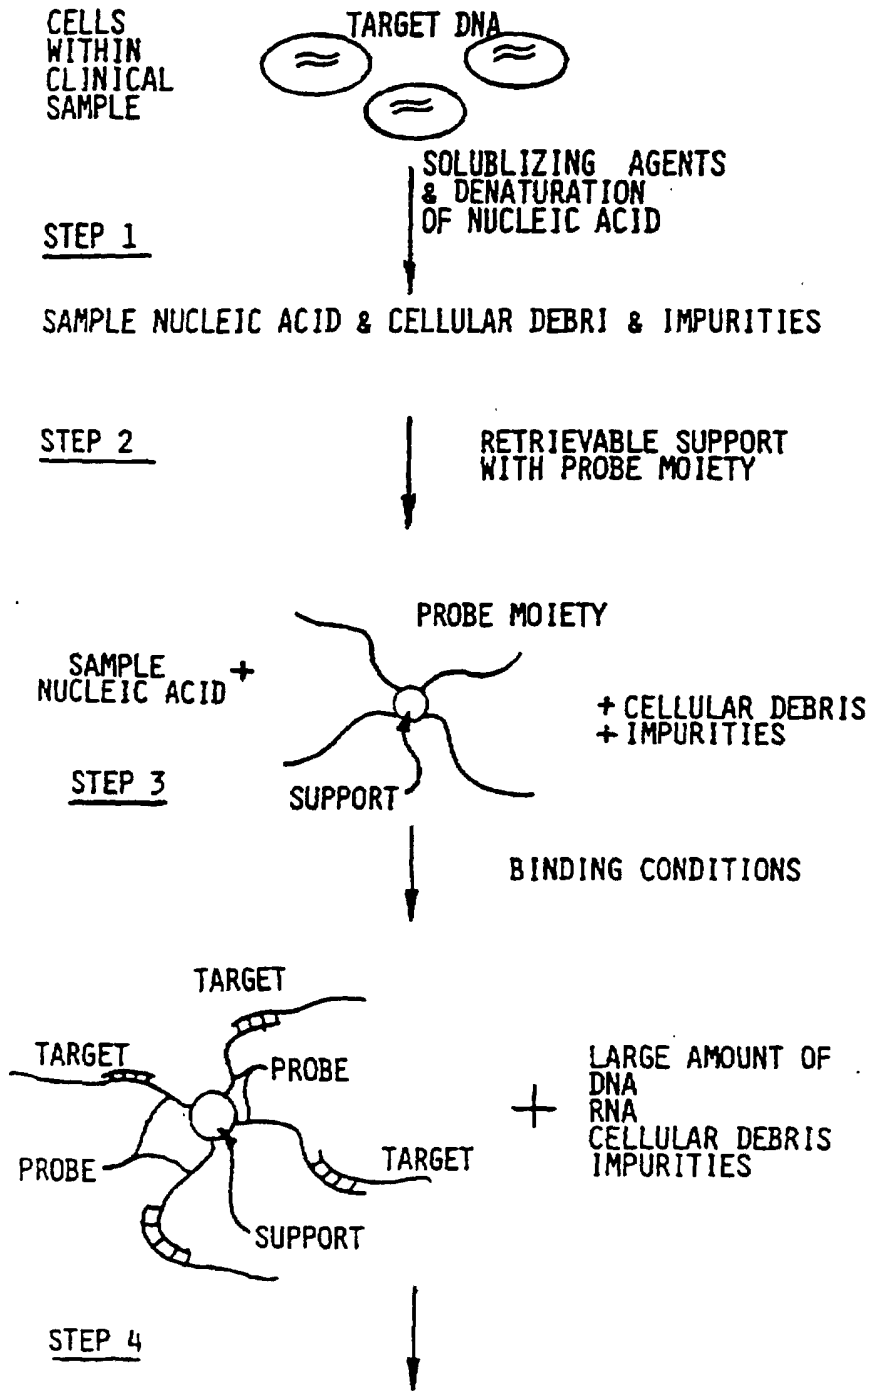 CELLS
WITHIN
CLINICAL
SAMPLE
TARGET DNA
SOLUBLIZING AGENTS
& DENATURATION
OF NUCLEIC ACID
STEP 1
SAMPLE NUCLEIC ACID & CELLULAR DEBRI & IMPURITIES
STEP 2
RETRIEVABLE SUPPORT
WITH PROBE MOIETY
PROBE MOIETY
SAMPLE
NUCLEIC ACID +
+ CELLULAR DEBRIS
+ IMPURITIES
STEP 3
SUPPORT
BINDING CONDITIONS
TARGET
TARGET
PROBE
+
LARGE AMOUNT OF
DNA
RNA
CELLULAR DEBRIS
IMPURITIES
PROBE
TARGET
SUPPORT
STEP 4